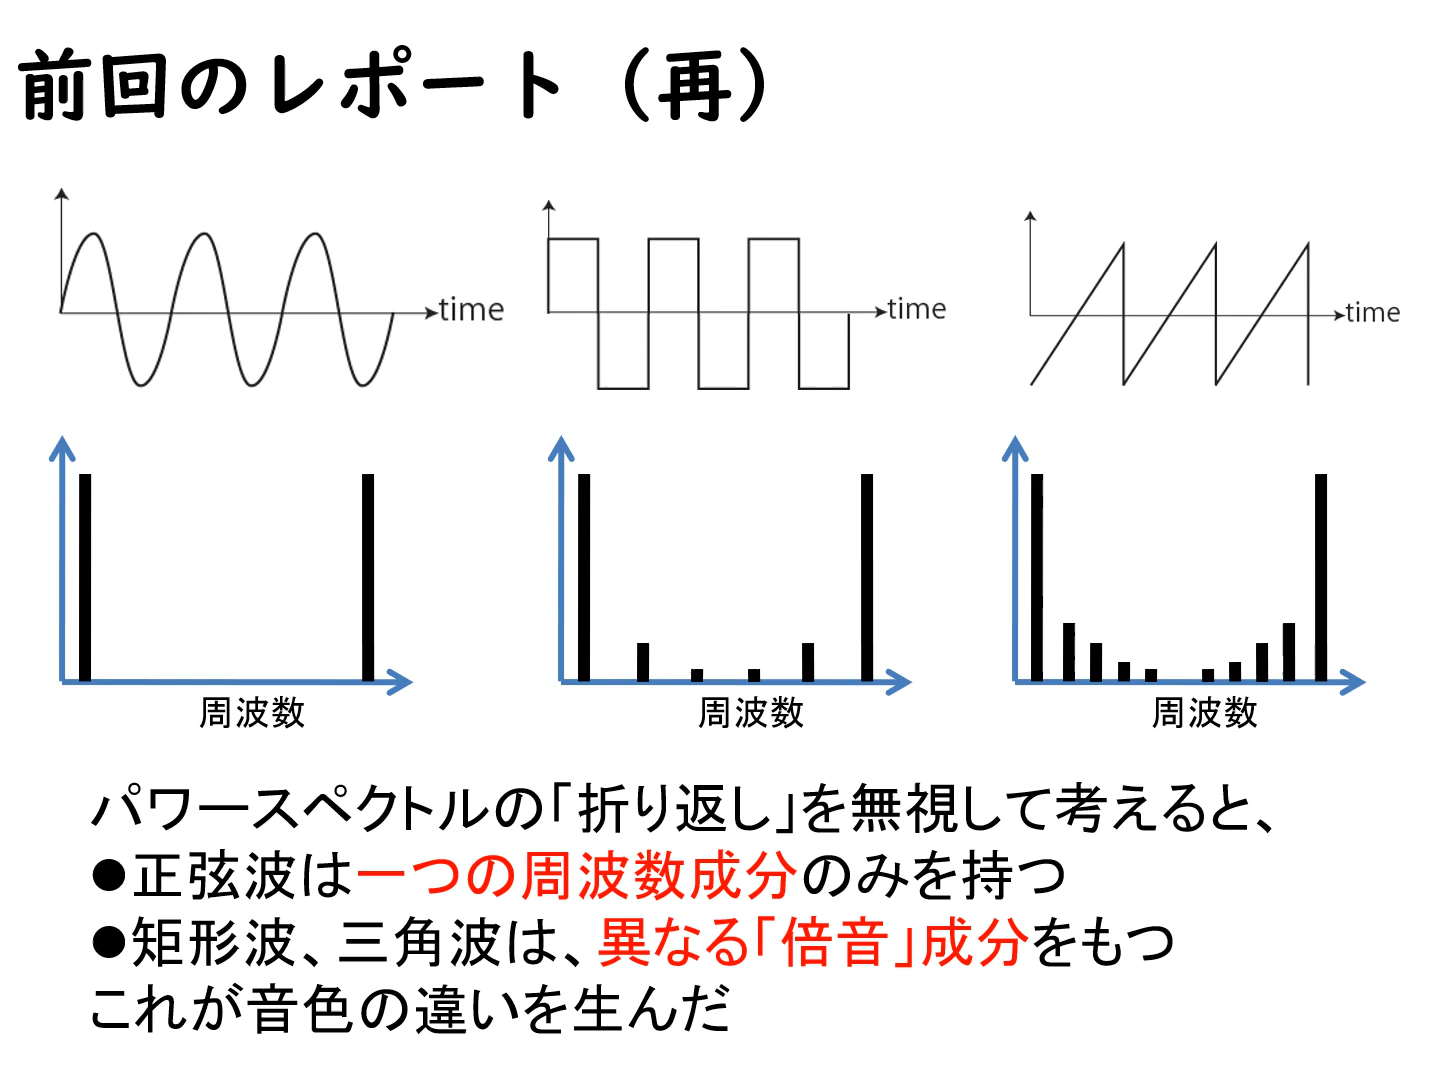 前回のレポート（再）
time
time
time
周波数
周波数
周波数
パワースペクトルの「折り返し」を無視して考えると、
●正弦波は一つの周波数成分のみを持つ
●矩形波、三角波は、異なる「倍音」成分をもつ
これが音色の違いを生んだ